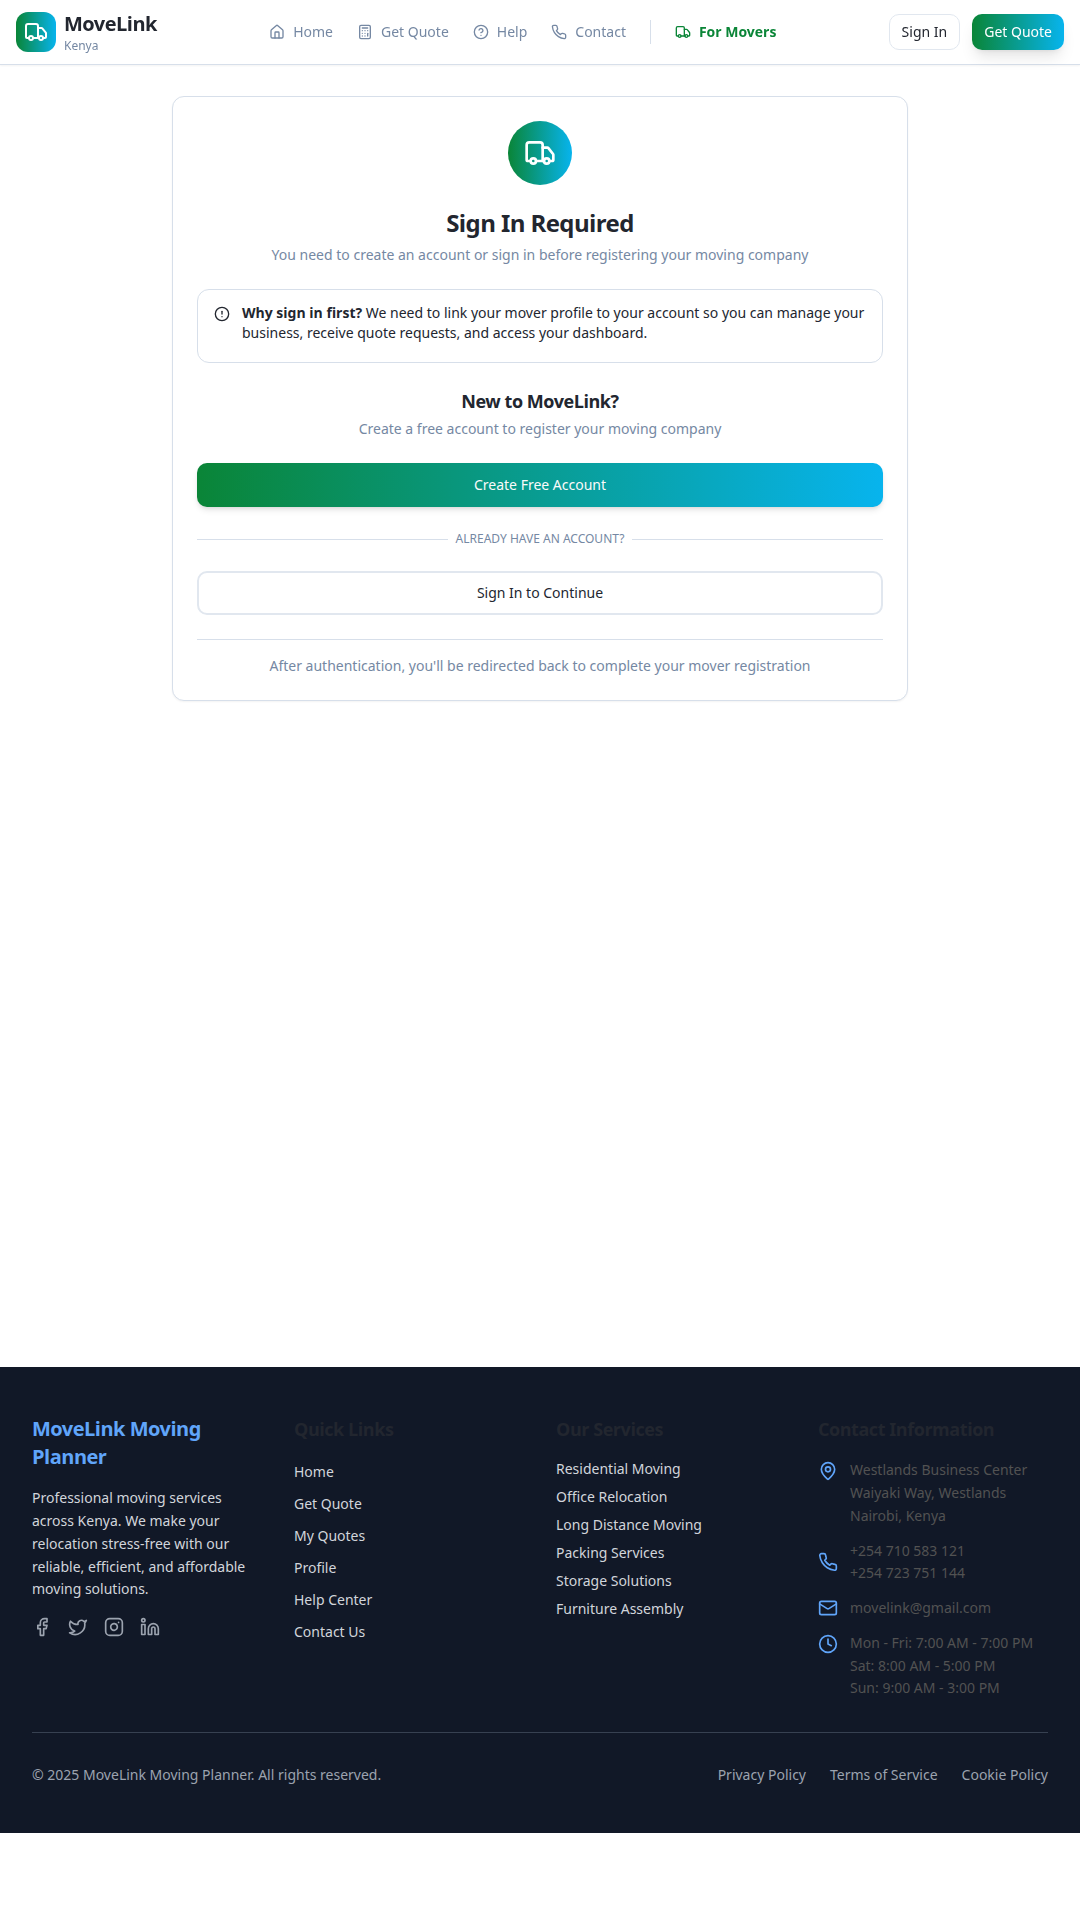 MoveLink
Kenya
Home
Get Quote
Help
Contact
For Movers
Sign In
Get Quote
Sign In Required
You need to create an account or sign in before registering your moving company
Why sign in first? We need to link your mover profile to your account so you can manage your
business, receive quote requests, and access your dashboard.
New to MoveLink?
Create a free account to register your moving company
Create Free Account
ALREADY HAVE AN ACCOUNT?
Sign In to Continue
After authentication, you'll be redirected back to complete your mover registration
MoveLink Moving
Planner
Professional moving services
across Kenya. We make your
relocation stress-free with our
reliable, efficient, and affordable
moving solutions.
Quick Links
Home
Get Quote
My Quotes
Profile
Help Center
Contact Us
Our Services
Residential Moving
Office Relocation
Long Distance Moving
Packing Services
Storage Solutions
Furniture Assembly
Contact Information
Westlands Business Center
Waiyaki Way, Westlands
Nairobi, Kenya
+254 710 583 121
+254 723 751 144
movelink@gmail.com
Mon - Fri: 7:00 AM - 7:00 PM
Sat: 8:00 AM - 5:00 PM
Sun: 9:00 AM - 3:00 PM
© 2025 MoveLink Moving Planner. All rights reserved.
Privacy Policy
Terms of Service
Cookie Policy